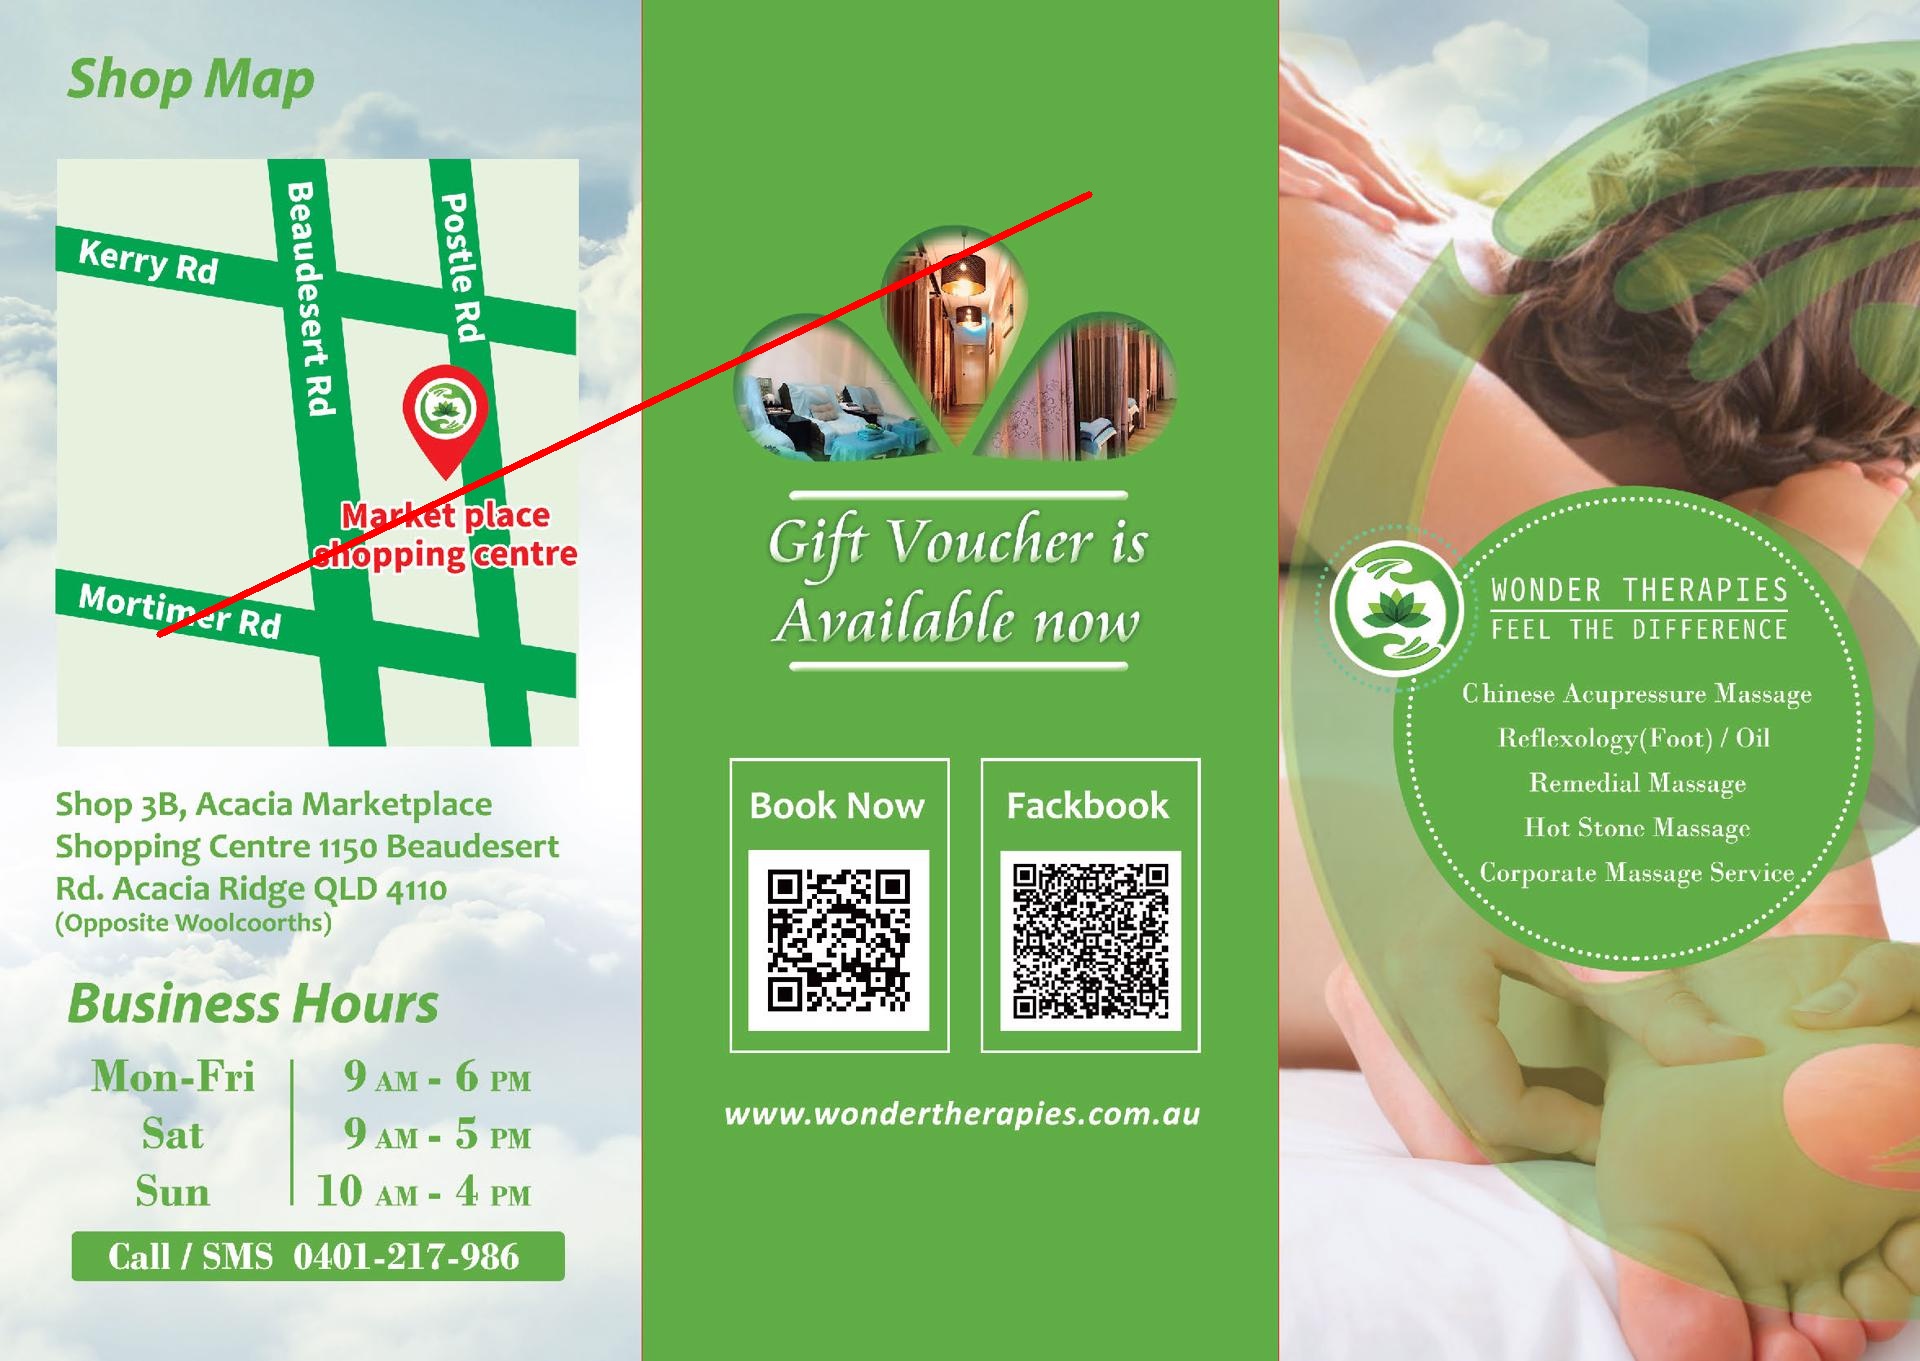 Shop Map
Kerry Rd
Beaudesert Rd
Postle Rd
Market place
shopping centre
Mortimer Rd
Shop 3B, Acacia Marketplace
Shopping Centre 1150 Beaudesert
Rd. Acacia Ridge QLD 4110
(Opposite Woolcoorths)
Business Hours
Mon-Fri 9 AM - 6 PM
Sat 9 AM - 5 PM
Sun 10 AM - 4 PM
Call / SMS 0401-217-986
Gift Voucher is
Available now
Book Now
Fackbook
www.wondertherapies.com.au
WONDER THERAPIES
FEEL THE DIFFERENCE
Chinese Acupressure Massage
Reflexology(Foot) / Oil
Remedial Massage
Hot Stone Massage
Corporate Massage Service